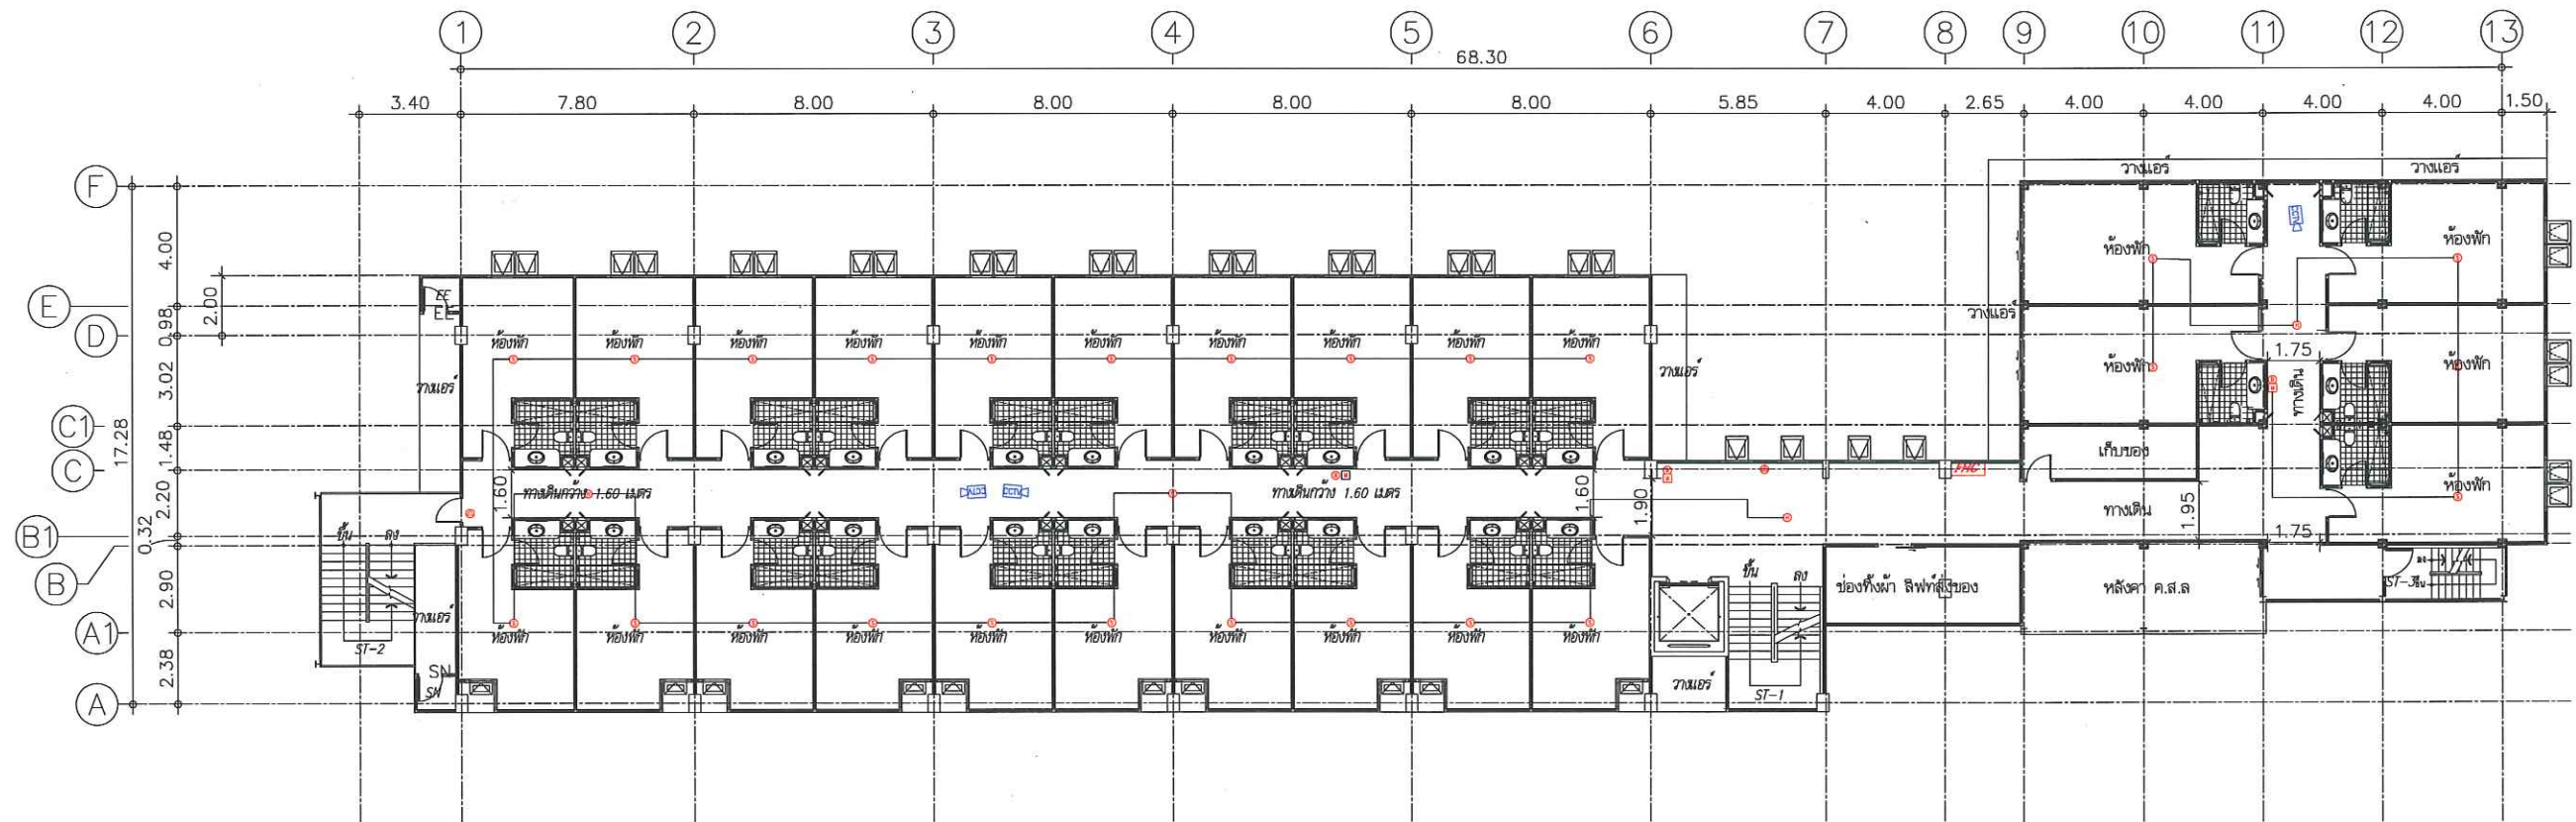 1 2 3 4 5 6 7 8 9 10 11 12 13
68.30
3.40 7.80 8.00 8.00 8.00 8.00 5.85 4.00 2.65 4.00 4.00 4.00 4.00 1.50
F
วางแอร์ วางแอร์
4.00
ห้องพัก ห้องพัก
E
2.00
EE
EE
0.98
วางแอร์
D
ห้องพัก ห้องพัก ห้องพัก ห้องพัก ห้องพัก ห้องพัก ห้องพัก ห้องพัก ห้องพัก ห้องพัก
1.75
3.02
วางแอร์ วางแอร์
ห้องพัก ทางเดิน ห้องพัก
C1
17.28
1.48
เก็บของ
C
FHC
2.20
1.60 ทางเดินกว้าง 1.60 เมตร CCTV CCTV ทางเดินกว้าง 1.60 เมตร 1.60 1.90
ห้องพัก
ทางเดิน 1.95
1.75
B1
0.32
ขึ้น ลง
B
2.90
วางแอร์
ขึ้น ลง
ช่องทิ้งผ้า ลิฟท์ส่งของ
หลังคา ค.ส.ล
ST-3 ขึ้น
ลง
A1
ห้องพัก ห้องพัก ห้องพัก ห้องพัก ห้องพัก ห้องพัก ห้องพัก ห้องพัก ห้องพัก ห้องพัก
ST-2
2.38
SN
SN
วางแอร์
ST-1
A